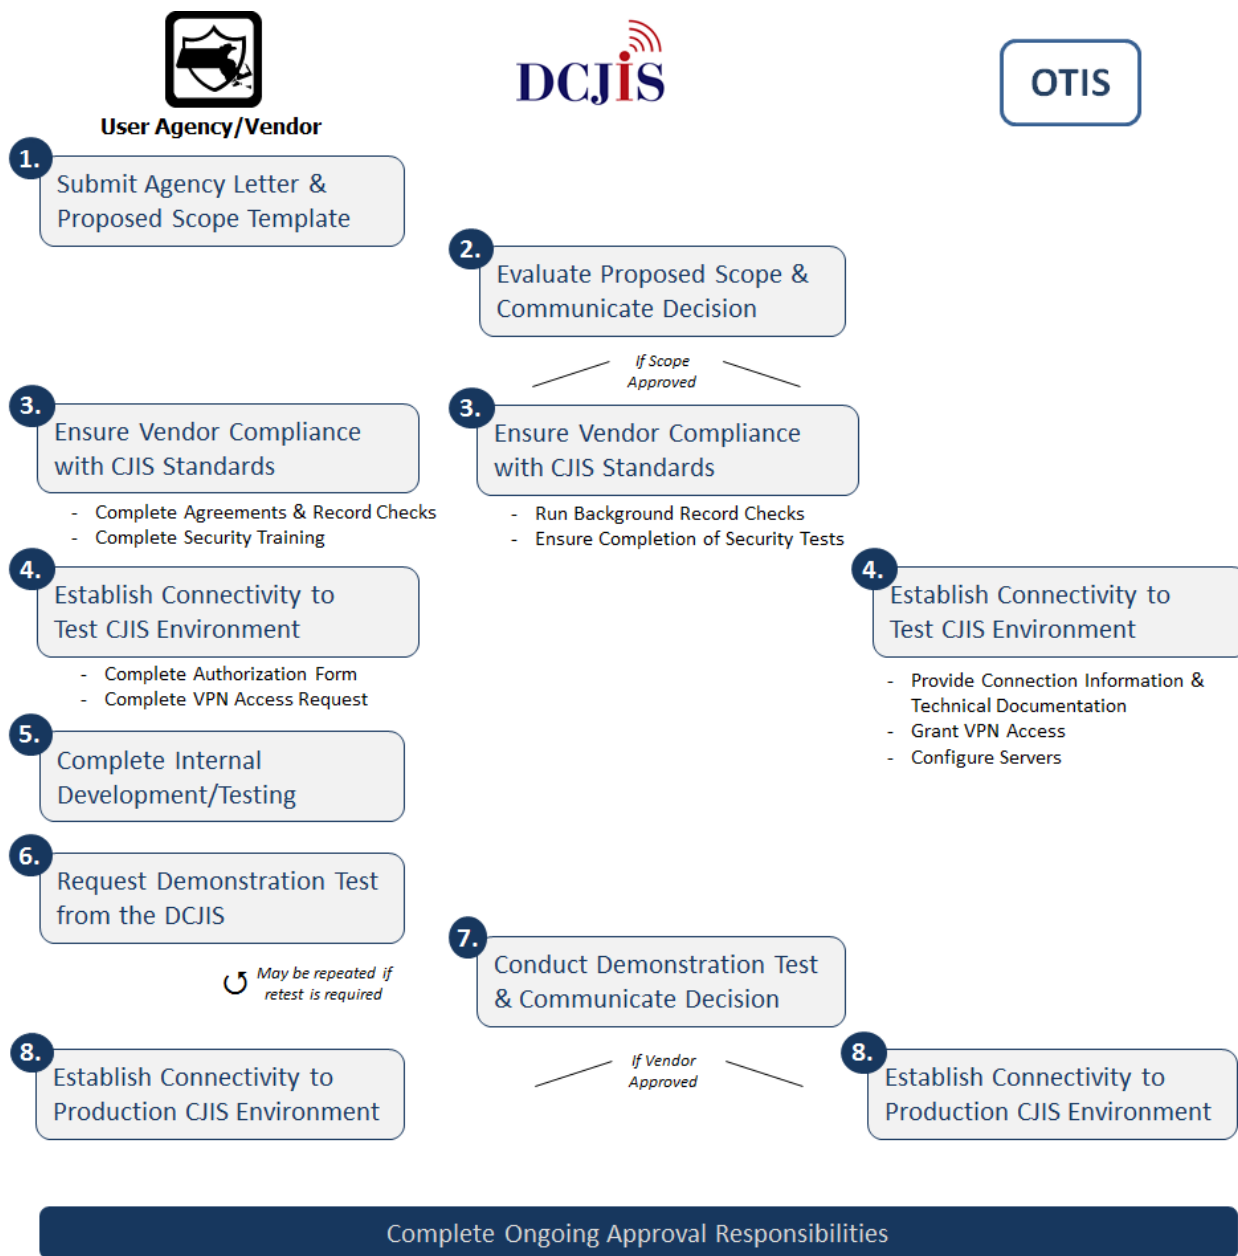 DCJIS
OTIS
User Agency/Vendor
1.
Submit Agency Letter &
Proposed Scope Template
2.
Evaluate Proposed Scope &
Communicate Decision
If Scope
Approved
3.
Ensure Vendor Compliance
with CJIS Standards
- Complete Agreements & Record Checks
- Complete Security Training
3.
Ensure Vendor Compliance
with CJIS Standards
- Run Background Record Checks
- Ensure Completion of Security Tests
4.
Establish Connectivity to
Test CJIS Environment
- Complete Authorization Form
- Complete VPN Access Request
4.
Establish Connectivity to
Test CJIS Environment
- Provide Connection Information &
Technical Documentation
- Grant VPN Access
- Configure Servers
5.
Complete Internal
Development/Testing
6.
Request Demonstration Test
from the DCJIS
May be repeated if
retest is required
7.
Conduct Demonstration Test
& Communicate Decision
If Vendor
Approved
8.
Establish Connectivity to
Production CJIS Environment
8.
Establish Connectivity to
Production CJIS Environment
Complete Ongoing Approval Responsibilities